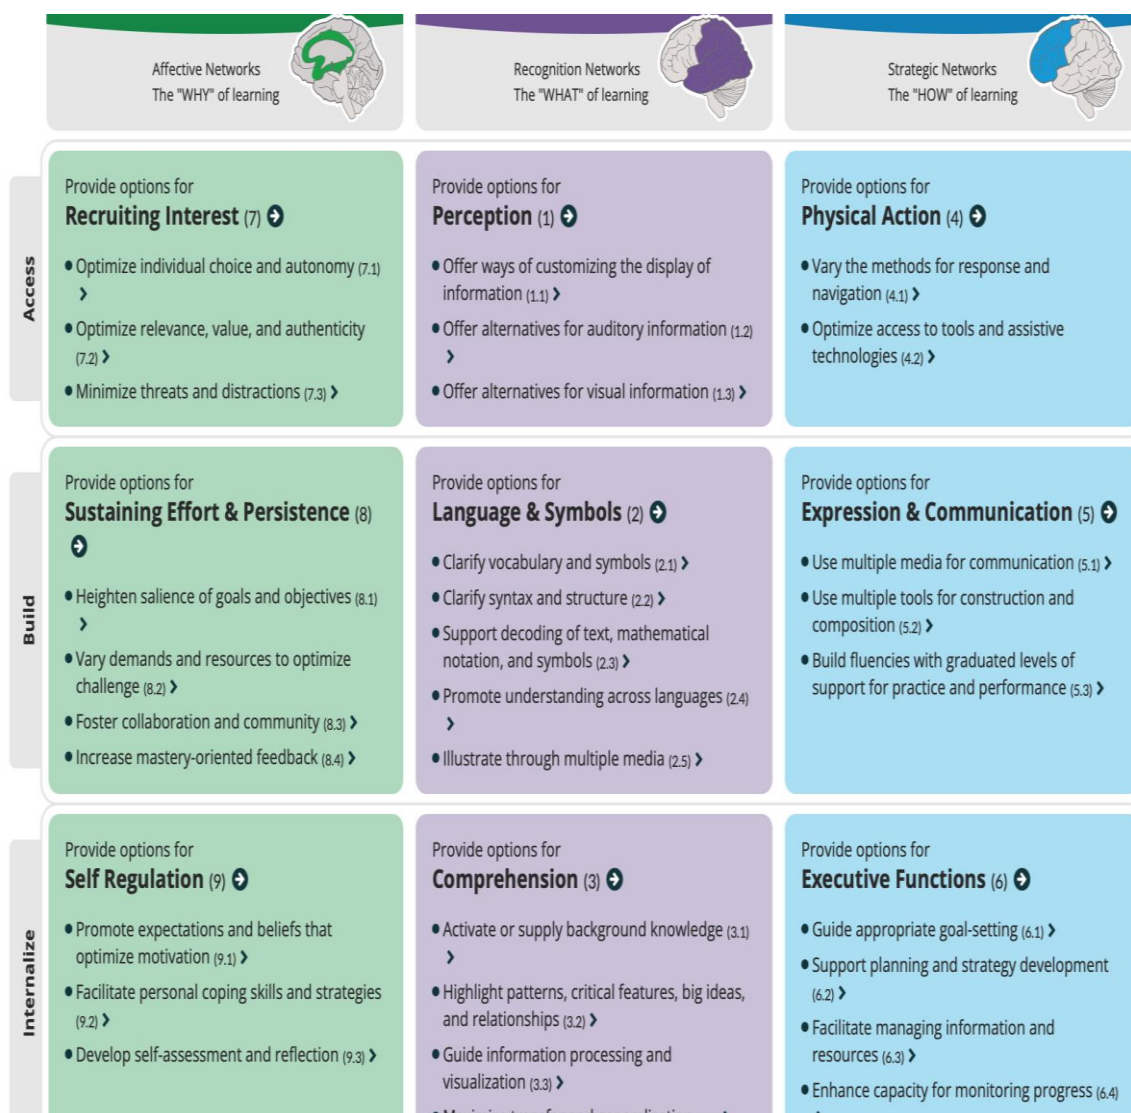 Affective Networks
The "WHY" of learning
Recognition Networks
The "WHAT" of learning
Strategic Networks
The "HOW" of learning
Access
Provide options for
Recruiting Interest (7)
• Optimize individual choice and autonomy (7.1)
• Optimize relevance, value, and authenticity
(7.2)
• Minimize threats and distractions (7.3)
Provide options for
Perception (1)
• Offer ways of customizing the display of
information (1.1)
• Offer alternatives for auditory information (1.2)
• Offer alternatives for visual information (1.3)
Provide options for
Physical Action (4)
• Vary the methods for response and
navigation (4.1)
• Optimize access to tools and assistive
technologies (4.2)
Build
Provide options for
Sustaining Effort & Persistence (8)
• Heighten salience of goals and objectives (8.1)
• Vary demands and resources to optimize
challenge (8.2)
• Foster collaboration and community (8.3)
• Increase mastery-oriented feedback (8.4)
Provide options for
Language & Symbols (2)
• Clarify vocabulary and symbols (2.1)
• Clarify syntax and structure (2.2)
• Support decoding of text, mathematical
notation, and symbols (2.3)
• Promote understanding across languages (2.4)
• Illustrate through multiple media (2.5)
Provide options for
Expression & Communication (5)
• Use multiple media for communication (5.1)
• Use multiple tools for construction and
composition (5.2)
• Build fluencies with graduated levels of
support for practice and performance (5.3)
Internalize
Provide options for
Self Regulation (9)
• Promote expectations and beliefs that
optimize motivation (9.1)
• Facilitate personal coping skills and strategies
(9.2)
• Develop self-assessment and reflection (9.3)
Provide options for
Comprehension (3)
• Activate or supply background knowledge (3.1)
• Highlight patterns, critical features, big ideas,
and relationships (3.2)
• Guide information processing and
visualization (3.3)
Provide options for
Executive Functions (6)
• Guide appropriate goal-setting (6.1)
• Support planning and strategy development
(6.2)
• Facilitate managing information and
resources (6.3)
• Enhance capacity for monitoring progress (6.4)